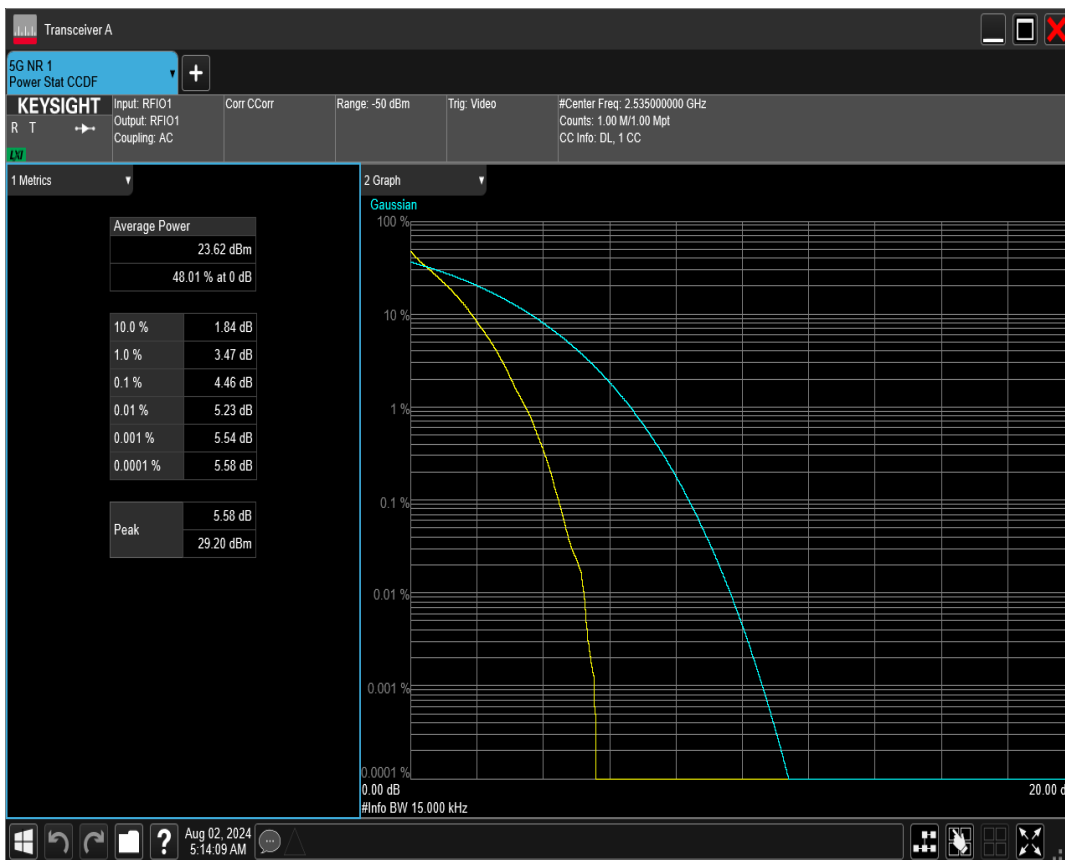 Transceiver A
5G NR 1
Power Stat CCDF
+
KEYSIGHT
R T
LXI
Input: RFIO1
Output: RFIO1
Coupling: AC
Corr CCorr
Range: -50 dBm
Trig: Video
#Center Freq: 2.535000000 GHz
Counts: 1.00 M/1.00 Mpt
CC Info: DL, 1 CC
1 Metrics
Average Power
23.62 dBm
48.01 % at 0 dB
10.0 % 1.84 dB
1.0 % 3.47 dB
0.1 % 4.46 dB
0.01 % 5.23 dB
0.001 % 5.54 dB
0.0001 % 5.58 dB
Peak 5.58 dB
29.20 dBm
2 Graph
Gaussian
100 %
10 %
1 %
0.1 %
0.01 %
0.001 %
0.0001 %
0.00 dB 20.00 d
#Info BW 15.000 kHz
? Aug 02, 2024
5:14:09 AM